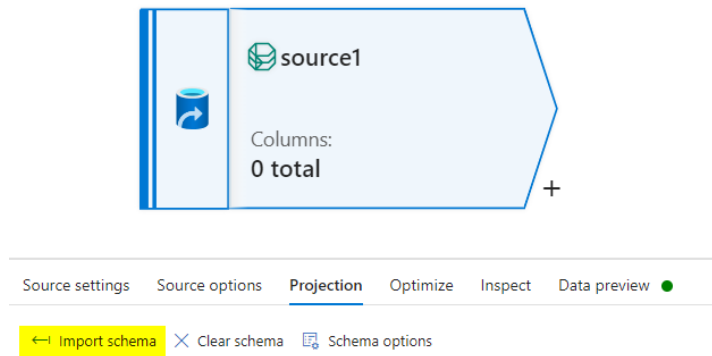 source1
Columns:
0 total
+
Source settings Source options Projection Optimize Inspect Data preview
Import schema Clear schema Schema options